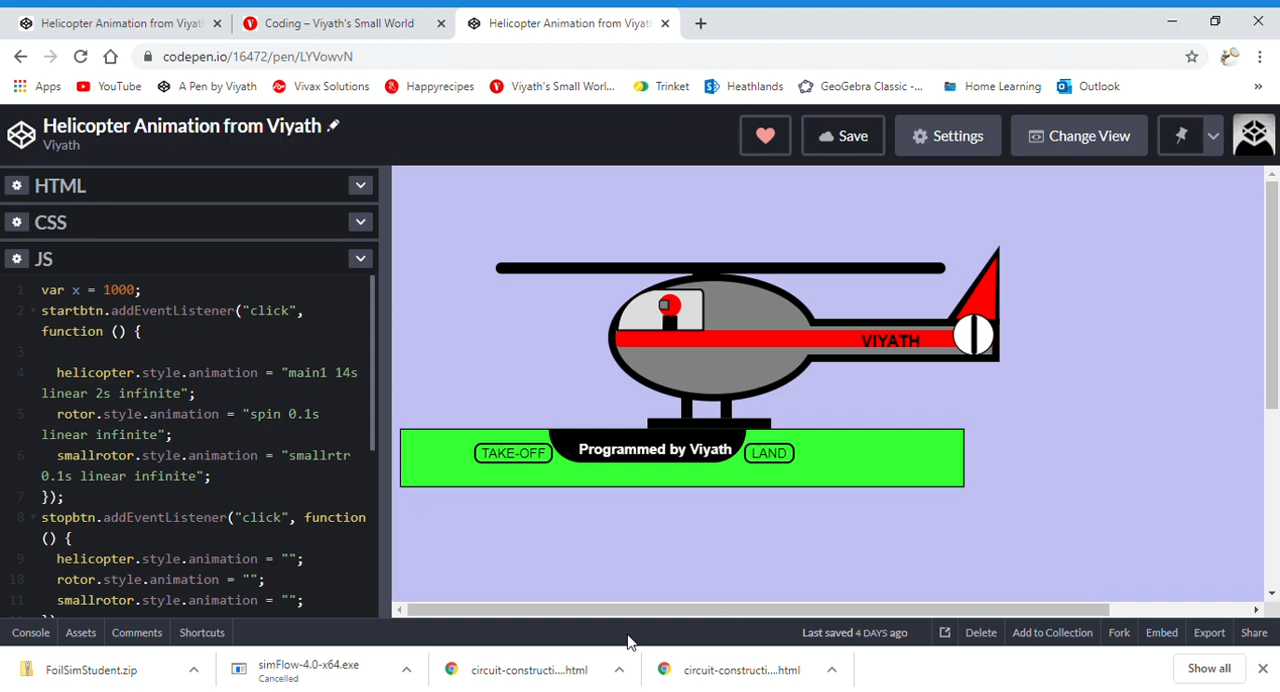 Helicopter Animation from Viyath
Coding – Viyath's Small World
Helicopter Animation from Viyath
codepen.io/16472/pen/LYVowvN
Apps YouTube A Pen by Viyath Vivax Solutions Happyrecipes Viyath's Small Worl... Trinket Heathlands GeoGebra Classic -... Home Learning Outlook »
Helicopter Animation from Viyath
Viyath
Save Settings Change View
HTML
CSS
JS
1 var x = 1000;
2 startbtn.addEventListener("click",
function () {
3
4 helicopter.style.animation = "main1 14s
linear 2s infinite";
5 rotor.style.animation = "spin 0.1s
linear infinite";
6 smallrotor.style.animation = "smallrtr
0.1s linear infinite";
7 });
8 stopbtn.addEventListener("click", function
() {
9 helicopter.style.animation = "";
10 rotor.style.animation = "";
11 smallrotor.style.animation = "";
VIYATH
TAKE-OFF Programmed by Viyath LAND
Console Assets Comments Shortcuts Last saved 4 DAYS ago Delete Add to Collection Fork Embed Export Share
FoilSimStudent.zip
simFlow-4.0-x64.exe
Cancelled
circuit-constructi....html
circuit-constructi....html
Show all